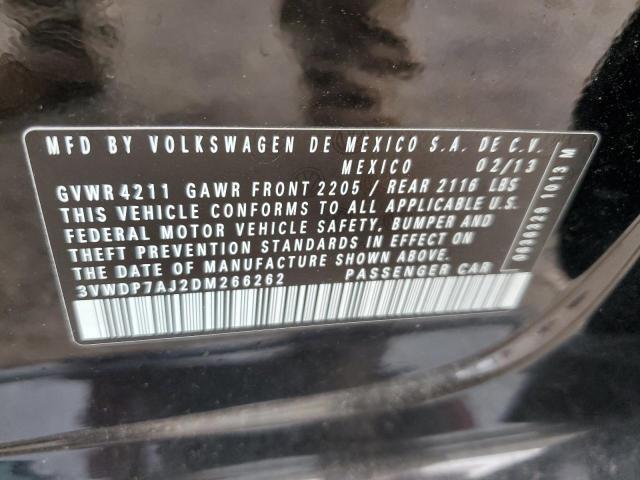 MFD BY VOLKSWAGEN DE MEXICO S.A. DE C.V.
MEXICO 02/13
GVWR 4211 GAWR FRONT 2205 / REAR 2116 LBS
THIS VEHICLE CONFORMS TO ALL APPLICABLE U.S.
FEDERAL MOTOR VEHICLE SAFETY, BUMPER AND
THEFT PREVENTION STANDARDS IN EFFECT ON
THE DATE OF MANUFACTURE SHOWN ABOVE.
3VWDP7AJ2DM266262 PASSENGER CAR
1013 M